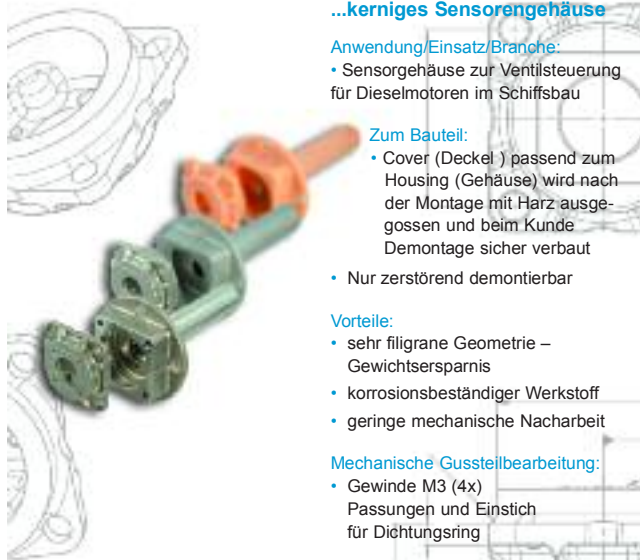 ...kerniges Sensorengehäuse
Anwendung/Einsatz/Branche:
• Sensorgehäuse zur Ventilsteuerung
für Dieselmotoren im Schiffsbau
Zum Bauteil:
• Cover (Deckel ) passend zum
Housing (Gehäuse) wird nach
der Montage mit Harz ausge-
gossen und beim Kunde
Demontage sicher verbaut
• Nur zerstörend demontierbar
Vorteile:
• sehr filigrane Geometrie –
Gewichtsersparnis
• korrosionsbeständiger Werkstoff
• geringe mechanische Nacharbeit
Mechanische Gussteilbearbeitung:
• Gewinde M3 (4x)
Passungen und Einstich
für Dichtungsring